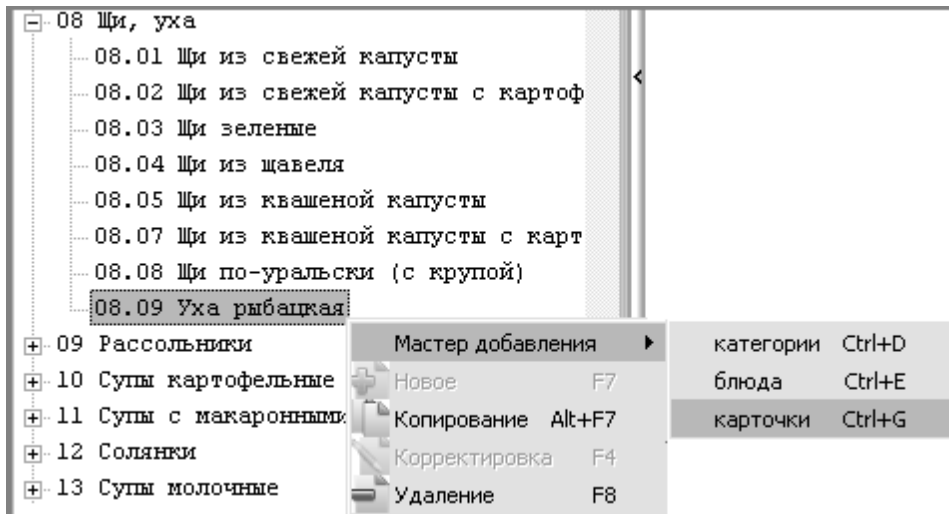 08 Щи, уха
08.01 Щи из свежей капусты
08.02 Щи из свежей капусты с картоф
08.03 Щи зеленые
08.04 Щи из щавеля
08.05 Щи из квашеной капусты
08.07 Щи из квашеной капусты с карт
08.08 Щи по-уральски (с крупой)
08.09 Уха рыбацкая
09 Рассольники
10 Супы картофельные
11 Супы с макаронными
12 Солянки
13 Супы молочные
Мастер добавления
Новое F7
Копирование Alt+F7
Корректировка F4
Удаление F8
категории Ctrl+D
блюда Ctrl+E
карточки Ctrl+G